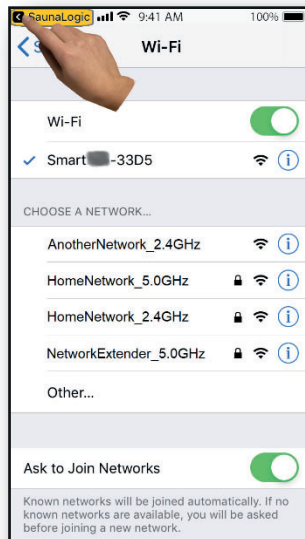 SaunaLogic 9:41 AM 100%
Wi-Fi
Wi-Fi
Smart -33D5
CHOOSE A NETWORK...
AnotherNetwork_2.4GHz
HomeNetwork_5.0GHz
HomeNetwork_2.4GHz
NetworkExtender_5.0GHz
Other...
Ask to Join Networks
Known networks will be joined automatically. If no
known networks are available, you will be asked
before joining a new network.